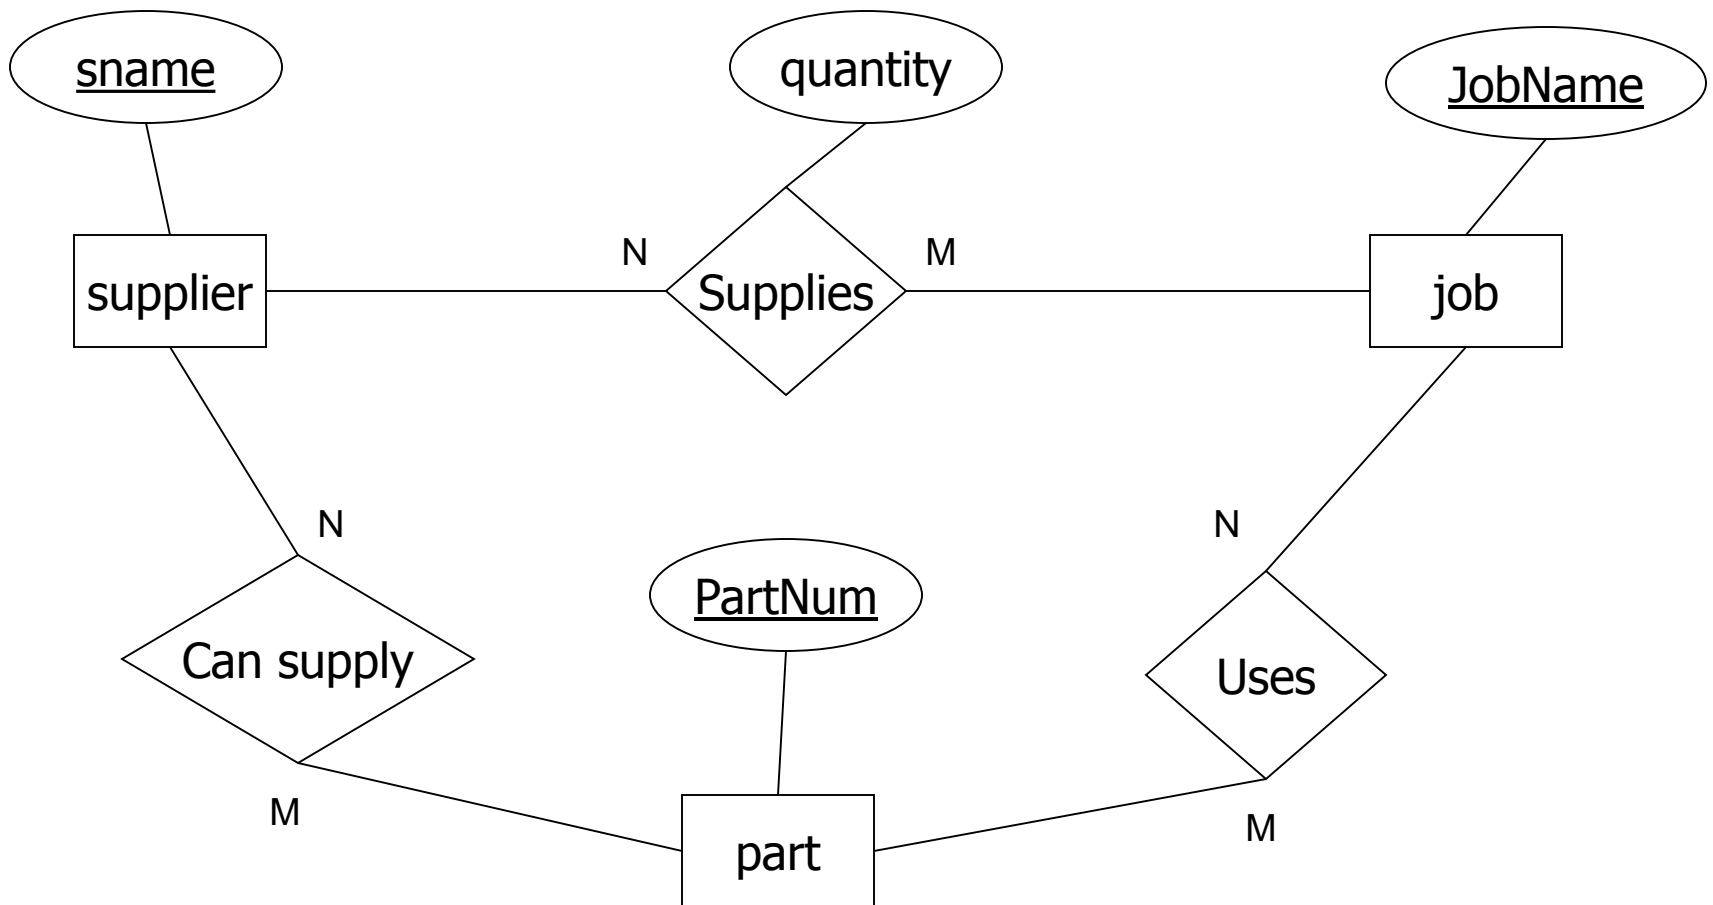 sname
quantity
JobName
N
M
supplier
Supplies
job
N
N
PartNum
Can supply
Uses
M
M
part